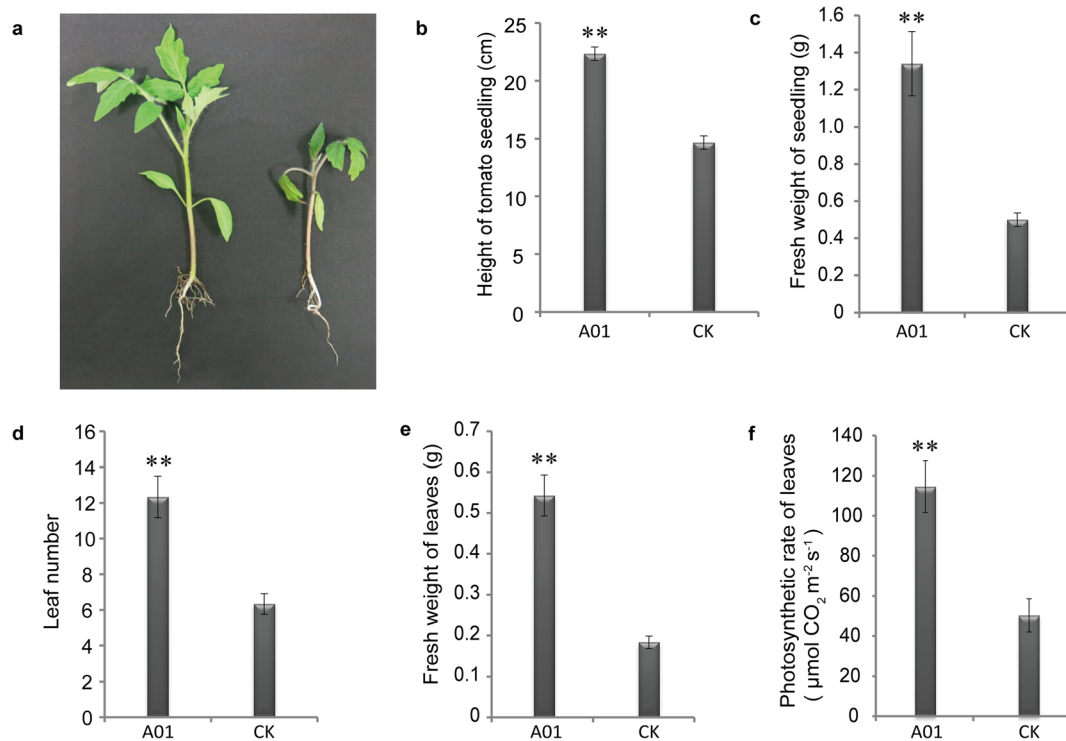 a
b
Height of tomato seedling (cm)
25
20
15
10
5
0
**
A01
CK
c
Fresh weight of seedling (g)
1.6
1.4
1.2
1.0
0.8
0.6
0.4
0.2
0
**
A01
CK
d
Leaf number
16
14
12
10
8
6
4
2
0
**
A01
CK
e
Fresh weight of leaves (g)
0.7
0.6
0.5
0.4
0.3
0.2
0.1
0
**
A01
CK
f
Photosynthetic rate of leaves
( μmol CO₂ m⁻² s⁻¹ )
140
120
100
80
60
40
20
0
**
A01
CK